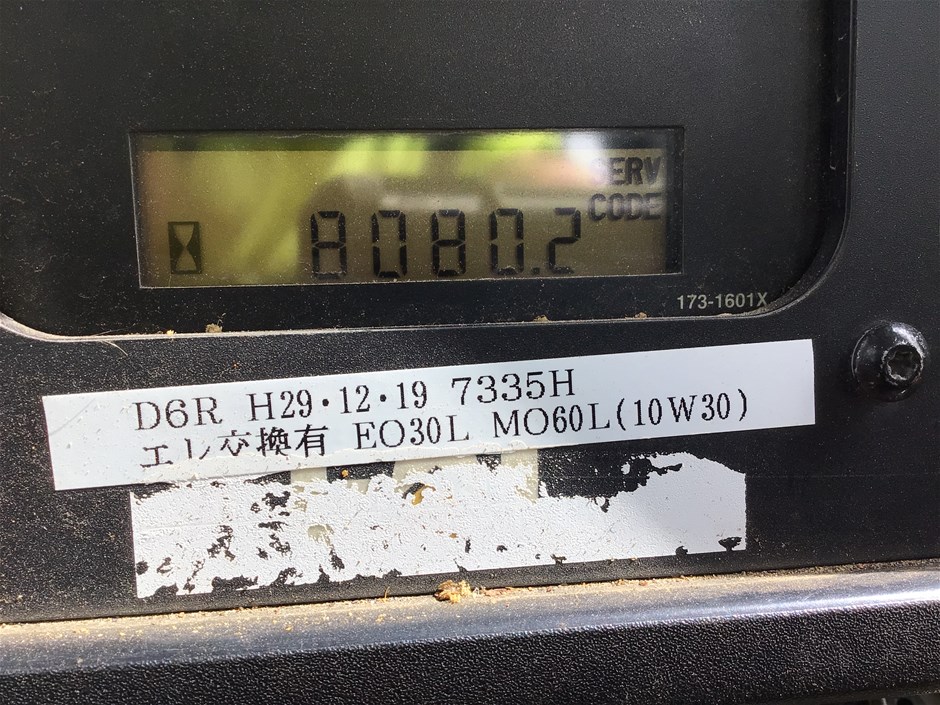 SERV
CODE
8080.2
173-1601X
D6R H29・12・19 7335H
エレ交換有 EO30L MO60L(10W30)